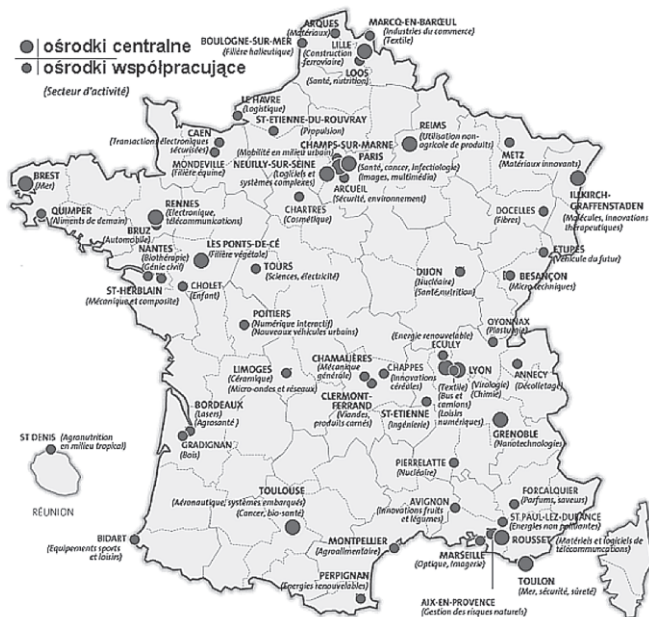 ośrodki centralne
ośrodki współpracujące
(Secteur d'activité)
ARQUES
(Matériaux)
BOULOGNE-SUR-MER
(Filière halieutique)
MARCQ-EN-BARŒUL
(Industries du commerce)
(Textile)
LILLE
(Construction
ferroviaire)
LOOS
(Santé, nutrition)
LE HAVRE
(Logistique)
ST-ETIENNE-DU-ROUVRAY
(Propulsion)
CAEN
(Transactions électroniques
sécurisées)
MONDEVILLE
(Filière équine)
CHAMPS-SUR-MARNE
(Mobilité en milieu urbain)
NEUILLY-SUR-SEINE
(Logiciels et
systèmes complexes)
PARIS
(Santé, cancer, infectiologie)
(Images, multimédia)
ARCUEIL
(Sécurité, environnement)
REIMS
(Utilisation non-
agricole de produits)
METZ
(Matériaux innovants)
ILLKIRCH-
GRAFFENSTADEN
(Molécules, innovations
thérapeutiques)
BREST
(Mer)
QUIMPER
(Aliments de demain)
RENNES
(Electronique,
télécommunications)
BRUZ
(Automobile)
CHARTRES
(Cosmétique)
DOCELLES
(Fibres)
ETUPES
(Véhicule du futur)
NANTES
(Biothérapie)
(Génie civil)
ST-HERBLAIN
(Mécanique et composite)
LES PONTS-DE-CÉ
(Filière végétale)
CHOLET
(Enfant)
TOURS
(Sciences, électricité)
DIJON
(Nucléaire)
(Santé, nutrition)
BESANÇON
(Micro techniques)
POITIERS
(Numérique interactif)
(Nouveaux véhicules urbains)
OYONNAX
(Plasturgie)
(Energie renouvelable)
ECULLY
LIMOGES
(Céramique)
(Micro-ondes et réseaux)
CHAMALIÈRES
(Mécanique
générale)
CHAPPES
(Innovations
céréales)
CLERMONT-
FERRAND
(Viandes,
produits carnés)
LYON
(Textile)
(Bus et
camions)
(Loisirs
numériques)
(Virologie)
(Chimie)
ANNECY
(Décolletage)
ST-ETIENNE
(Ingénierie)
GRENOBLE
(Nanotechnologies)
BORDEAUX
(Lasers)
(Agrosanté)
GRADIGNAN
(Bois)
ST DENIS (Agronutrition
en milieu tropical)
RÉUNION
PIERRELATTE
(Nucléaire)
TOULOUSE
(Aéronautique, systèmes embarqués)
(Cancer, bio-santé)
AVIGNON
(Innovations fruits
et légumes)
FORCALQUIER
(Parfums, saveurs)
ST PAUL-LEZ-DURANCE
(Energies non polluantes)
ROUSSET
(Matériels et logiciels de
télécommunications)
BIDART
(Equipements sports
et loisirs)
MONTPELLIER
(Agroalimentaire)
MARSEILLE
(Optique, Imagerie)
TOULON
(Mer, sécurité, sûreté)
PERPIGNAN
(Energies renouvelables)
AIX-EN-PROVENCE
(Gestion des risques naturels)